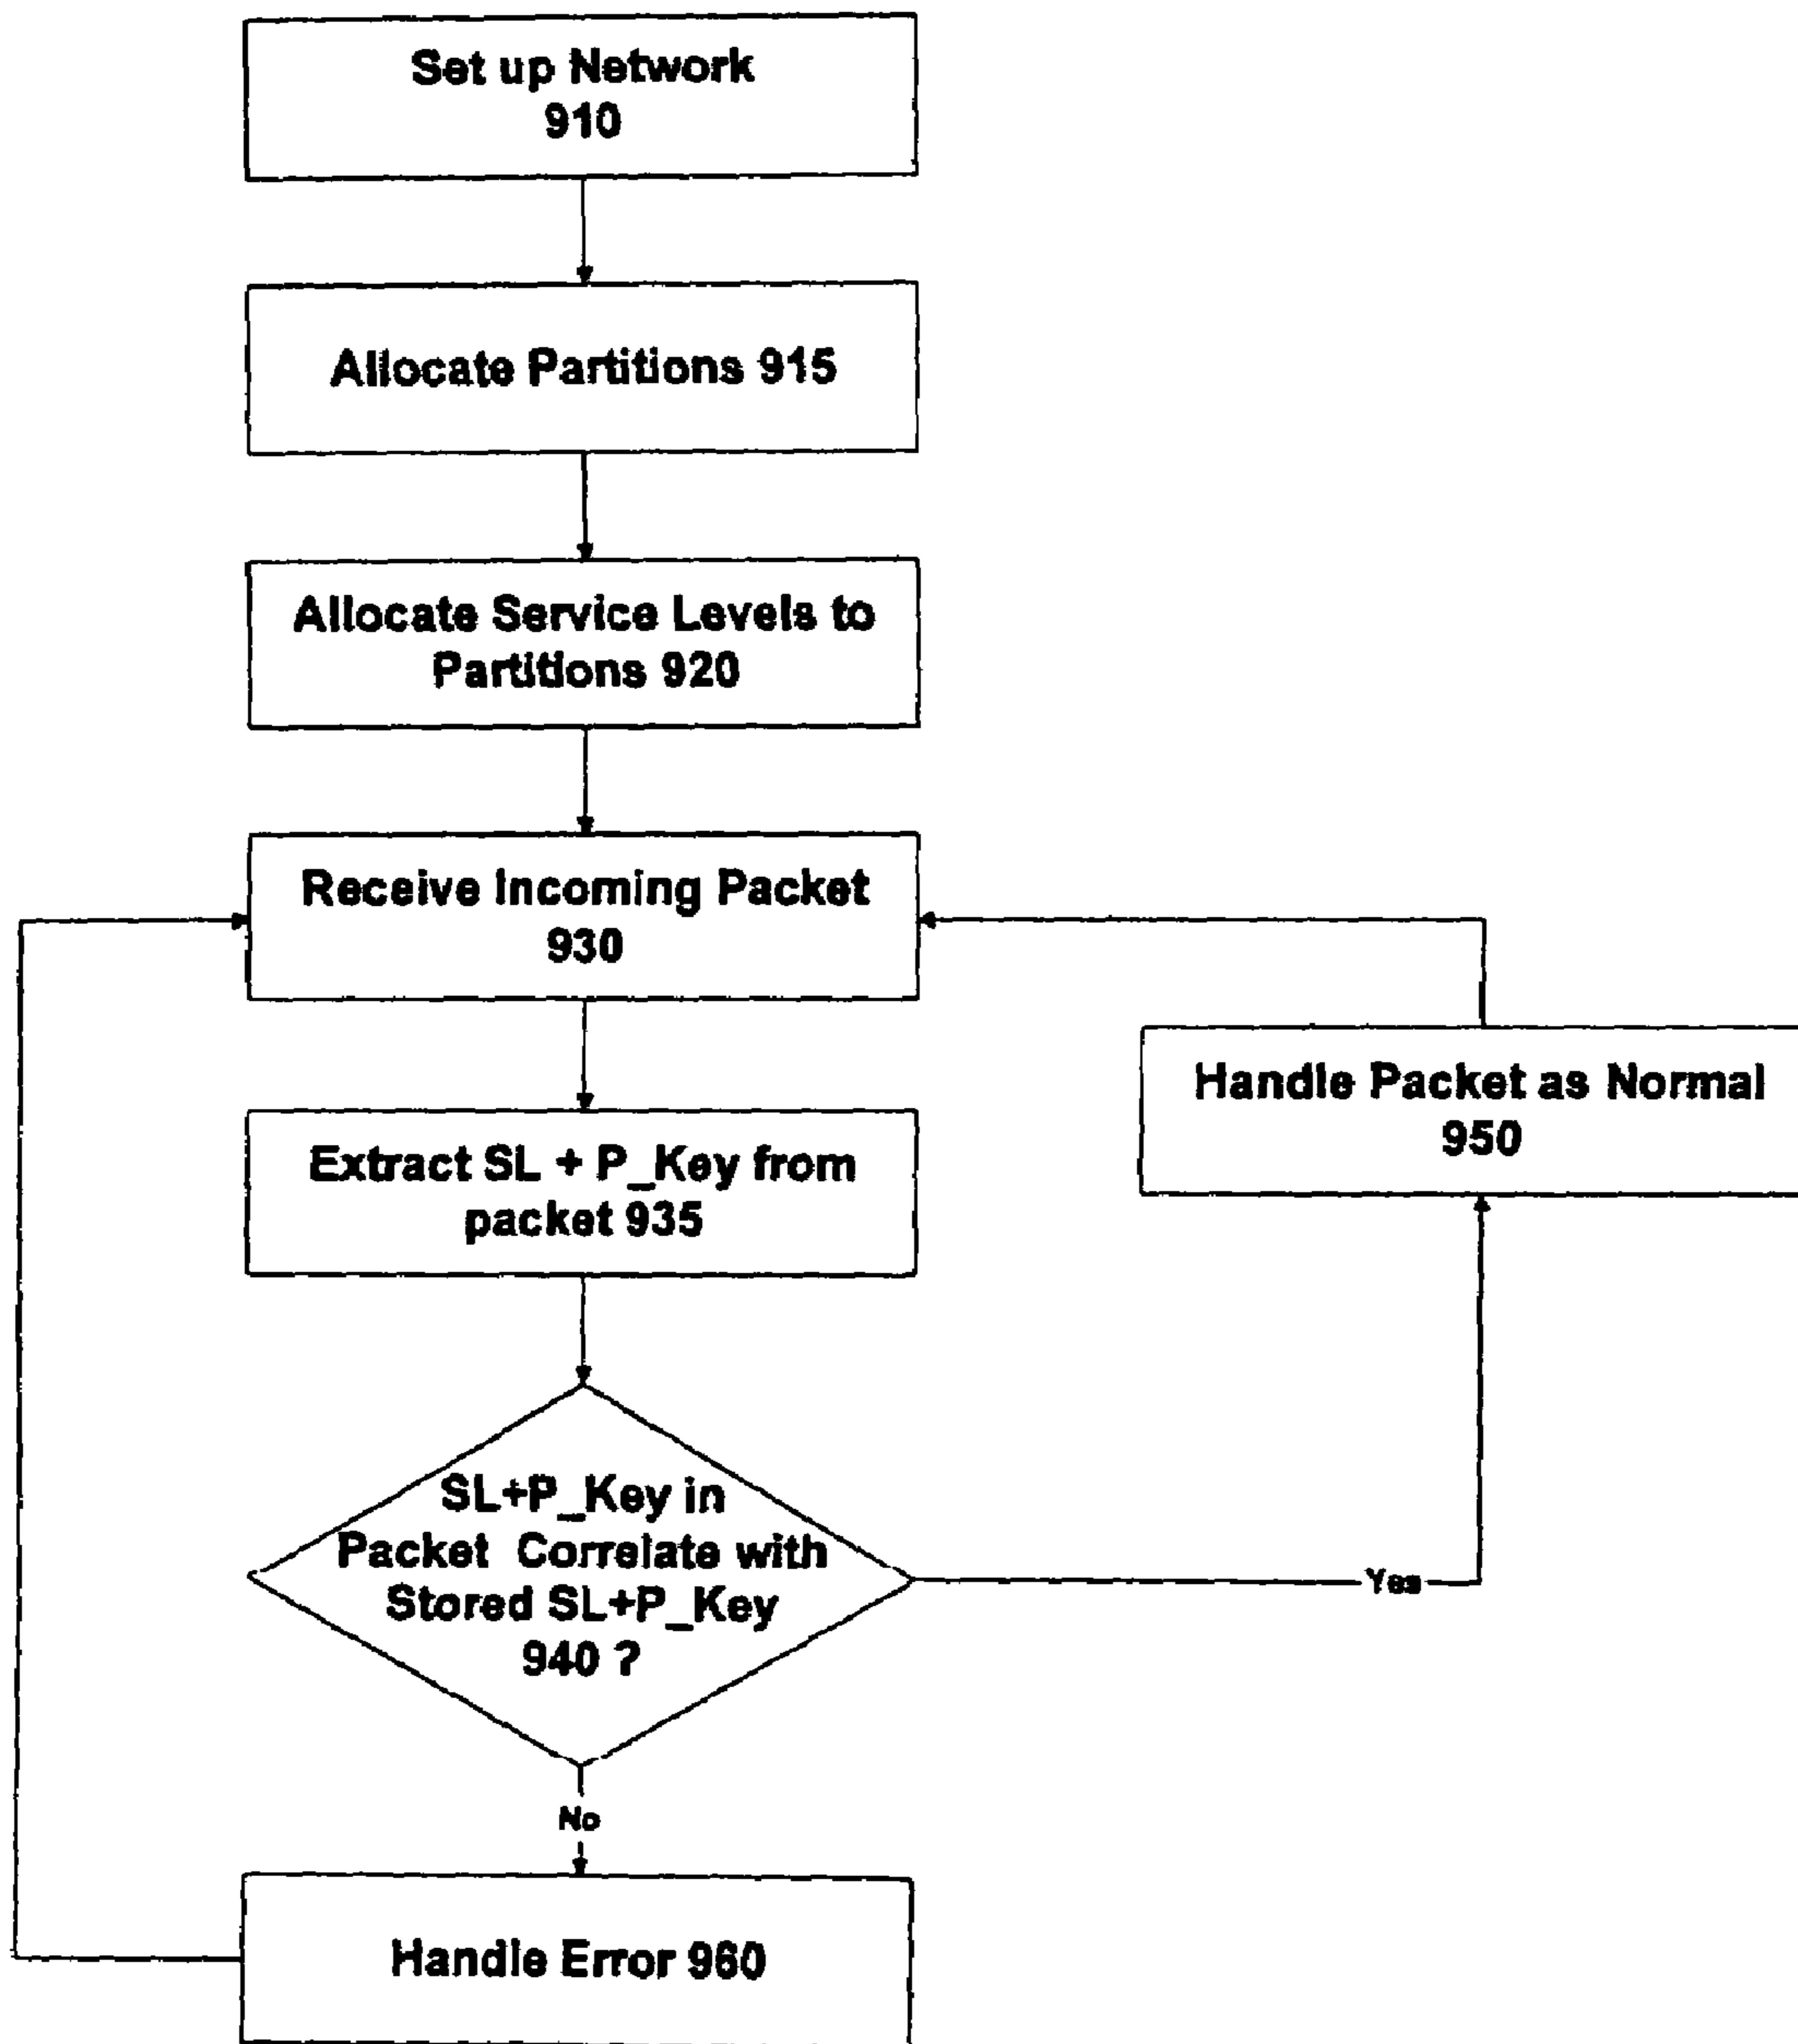 Set up Network
910
Allocate Partitions 915
Allocate Service Levels to
Partitions 920
Receive Incoming Packet
930
Extract SL + P_Key from
packet 935
Handle Packet as Normal
950
SL+P_Key in
Packet Correlate with
Stored SL+P_Key
940 ?
Yes
No
Handle Error 960